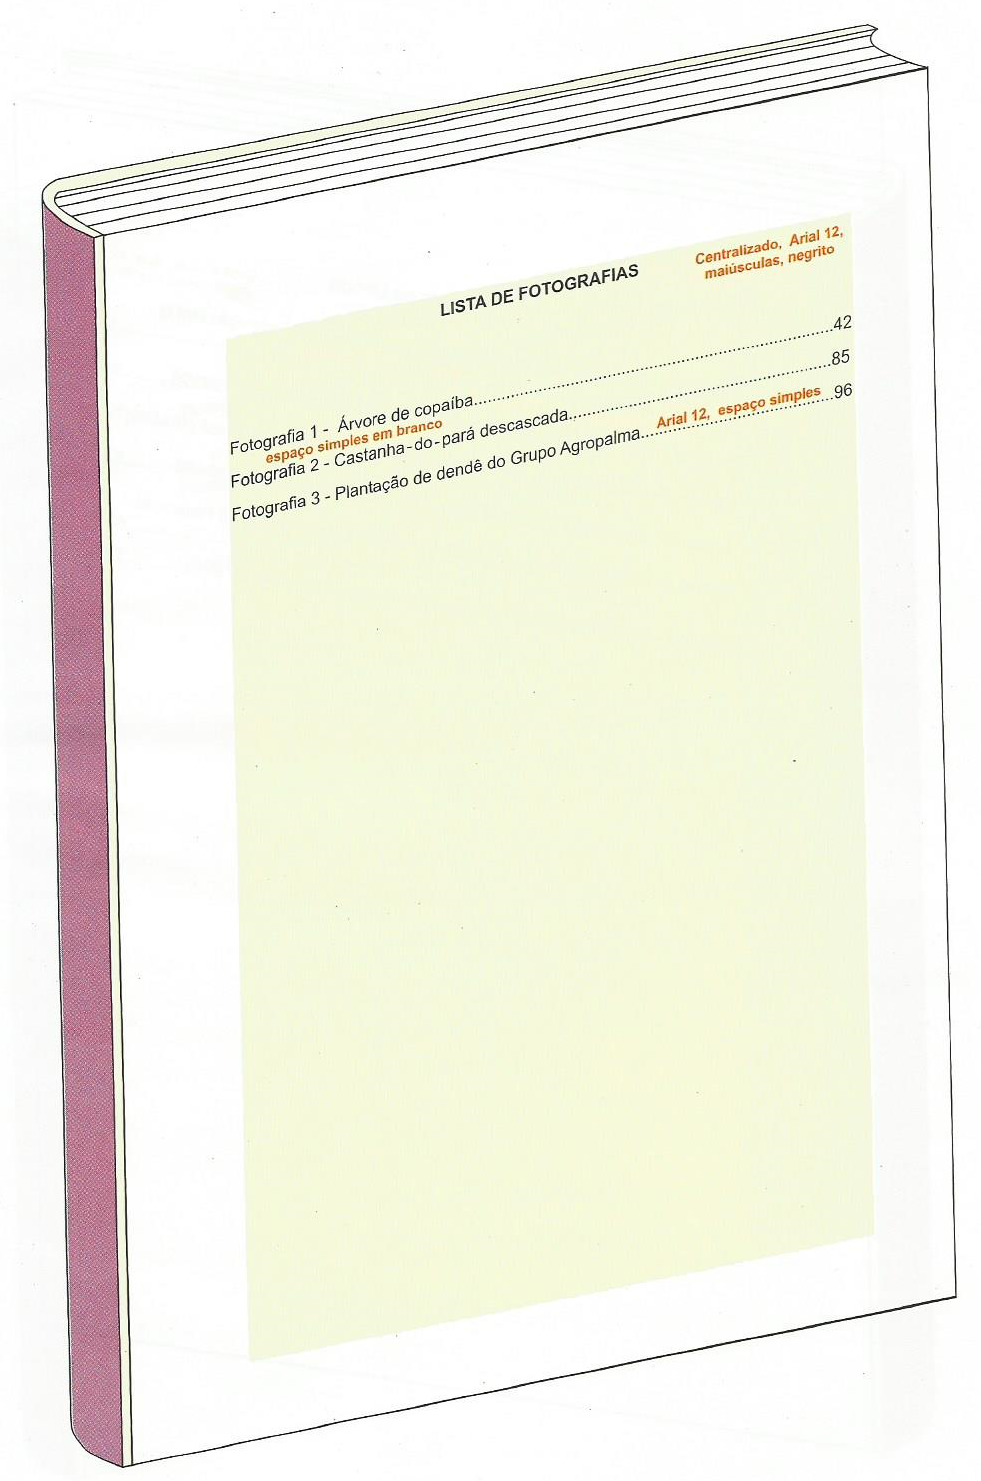 LISTA DE FOTOGRAFIAS
Centralizado, Arial 12,
maiúsculas, negrito
Fotografia 1 - Árvore de copaíba..........................................................................42
espaço simples em branco
Fotografia 2 - Castanha-do-pará descascada.....................................................85
Fotografia 3 - Plantação de dendê do Grupo Agropalma.......................................96
Arial 12, espaço simples